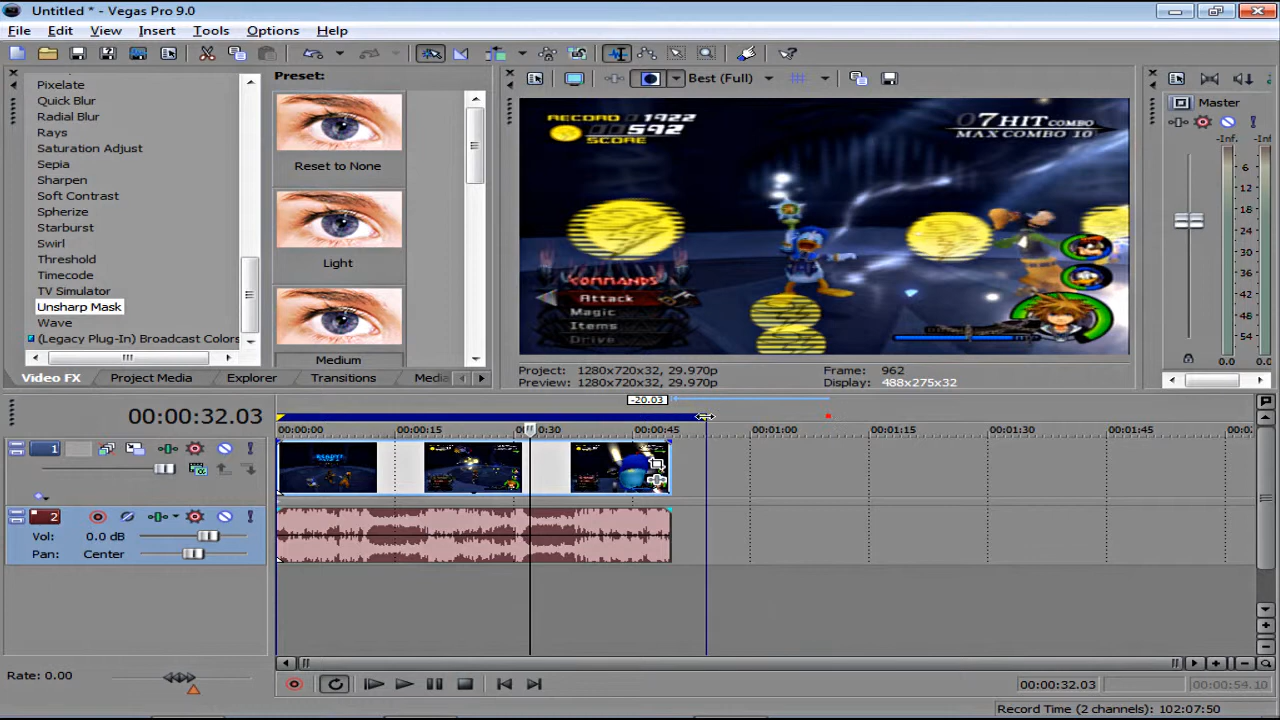 Untitled * - Vegas Pro 9.0
File Edit View Insert Tools Options Help
Pixelate
Quick Blur
Radial Blur
Rays
Saturation Adjust
Sepia
Sharpen
Soft Contrast
Spherize
Starburst
Swirl
Threshold
Timecode
TV Simulator
Unsharp Mask
Wave
(Legacy Plug-In) Broadcast Colors
Preset:
Reset to None
Light
Medium
Video FX Project Media Explorer Transitions Media
Best (Full)
RECORD 1922
592
SCORE
07HIT COMBO
MAX COMBO 10
COMMANDS
Attack
Magic
Items
Drive
Project: 1280x720x32, 29.970p
Preview: 1280x720x32, 29.970p
Frame: 962
Display: 488x275x32
Master
-Inf. -Inf.
6
12
18
24
30
36
42
48
54
0.0 0.0
00:00:32.03
-20.03
00:00:00 00:00:15 00:00:30 00:00:45 00:01:00 00:01:15 00:01:30 00:01:45
1
READY?
2
Vol: 0.0 dB
Pan: Center
Rate: 0.00
00:00:32.03 00:00:54.10
Record Time (2 channels): 102:07:50